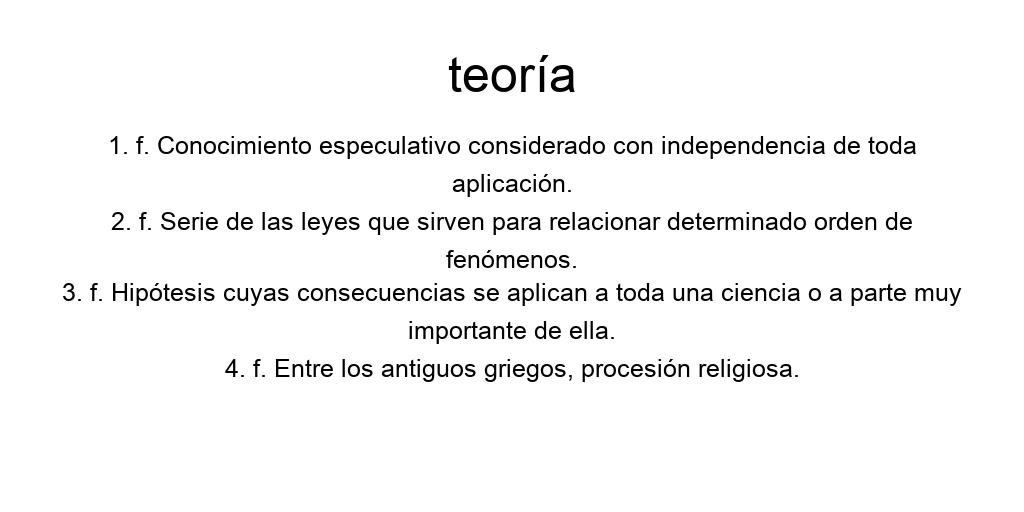 teoría
1. f. Conocimiento especulativo considerado con independencia de toda
aplicación.
2. f. Serie de las leyes que sirven para relacionar determinado orden de
fenómenos.
3. f. Hipótesis cuyas consecuencias se aplican a toda una ciencia o a parte muy
importante de ella.
4. f. Entre los antiguos griegos, procesión religiosa.